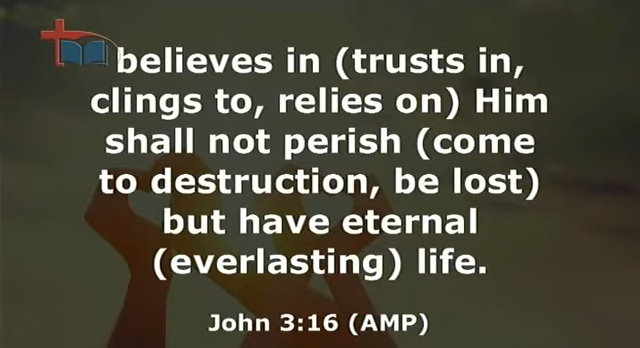 believes in (trusts in,
clings to, relies on) Him
shall not perish (come
to destruction, be lost)
but have eternal
(everlasting) life.
John 3:16 (AMP)